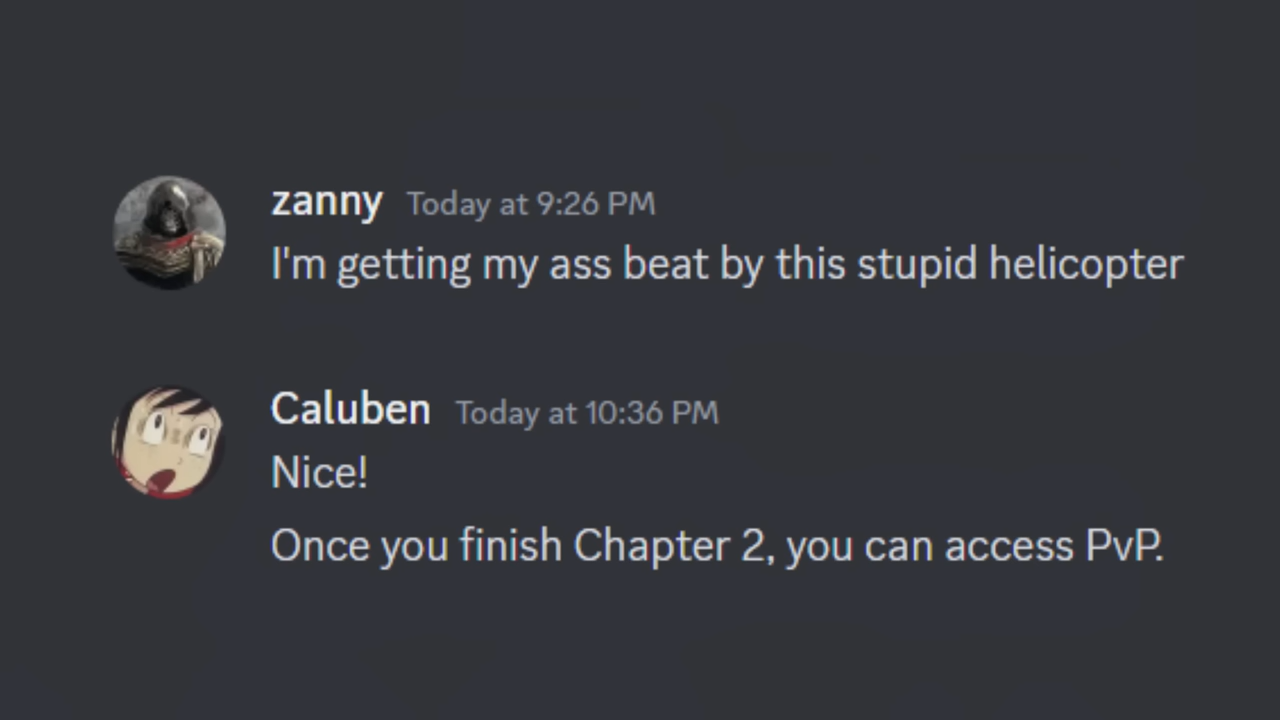 zanny Today at 9:26 PM
I'm getting my ass beat by this stupid helicopter
Caluben Today at 10:36 PM
Nice!
Once you finish Chapter 2, you can access PvP.